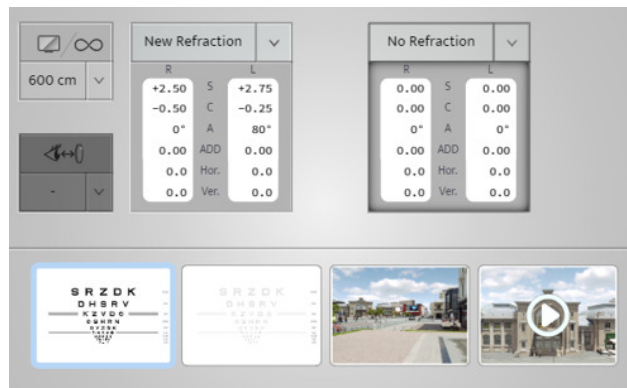 New Refraction
No Refraction
600 cm
R L
+2.50 S +2.75
-0.50 C -0.25
0° A 80°
0.00 ADD 0.00
0.0 Hor. 0.0
0.0 Ver. 0.0
-
R L
0.00 S 0.00
0.00 C 0.00
0° A 0°
0.00 ADD 0.00
0.0 Hor. 0.0
0.0 Ver. 0.0
S R Z D K
D H S R V
K Z V D C
S R Z D K
D H S R V